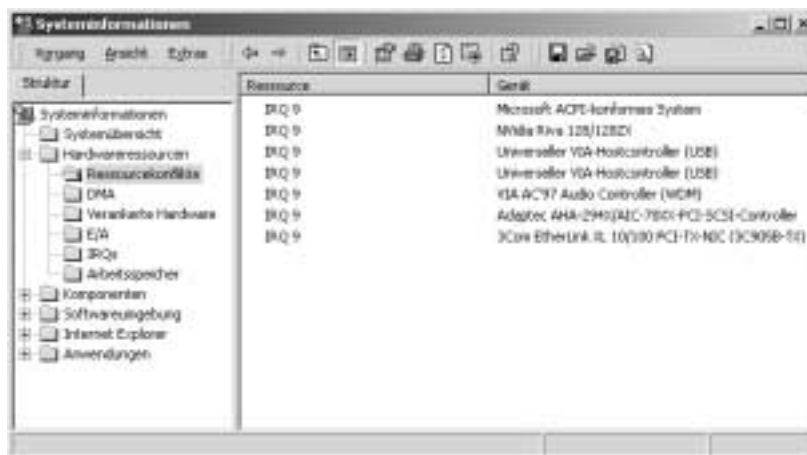 Systeminformationen
Vorgang Ansicht Extras
Struktur
Ressource Gerät
Systeminformationen
Systemübersicht
Hardwareressourcen
Ressourcekonflikte
DMA
Verankerte Hardware
E/A
IRQs
Arbeitsspeicher
Komponenten
Softwareumgebung
Internet Explorer
Anwendungen
IRQ 9 Microsoft ACPI-konformes System
IRQ 9 NVidia Riva 128/128ZX
IRQ 9 Universeller VIA-Hostcontroller (USB)
IRQ 9 Universeller VIA-Hostcontroller (USB)
IRQ 9 VIA AC'97 Audio Controller (WDM)
IRQ 9 Adaptec AHA-294X/AIC-78XX-PCI-SCSI-Controller
IRQ 9 3Com EtherLink XL 10/100 PCI-TX-NIC (3C905B-TX)